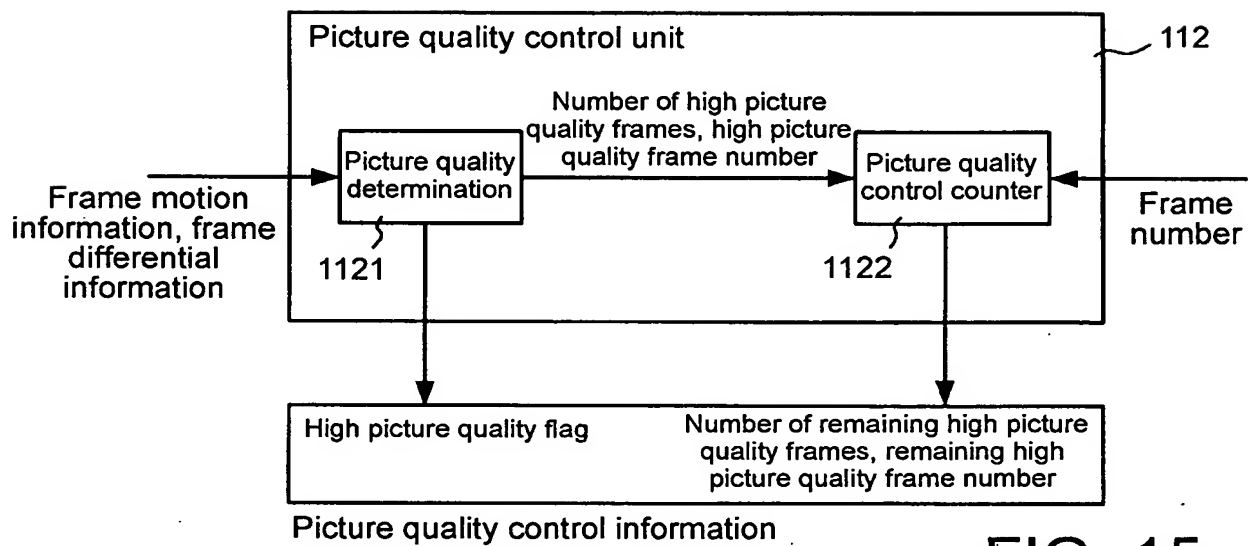 Picture quality control unit
112
Number of high picture
quality frames, high picture
quality frame number
Picture quality
determination
Picture quality
control counter
Frame motion
information, frame
differential
information
Frame
number
1121
1122
High picture quality flag
Number of remaining high picture
quality frames, remaining high
picture quality frame number
Picture quality control information
FIG. 15